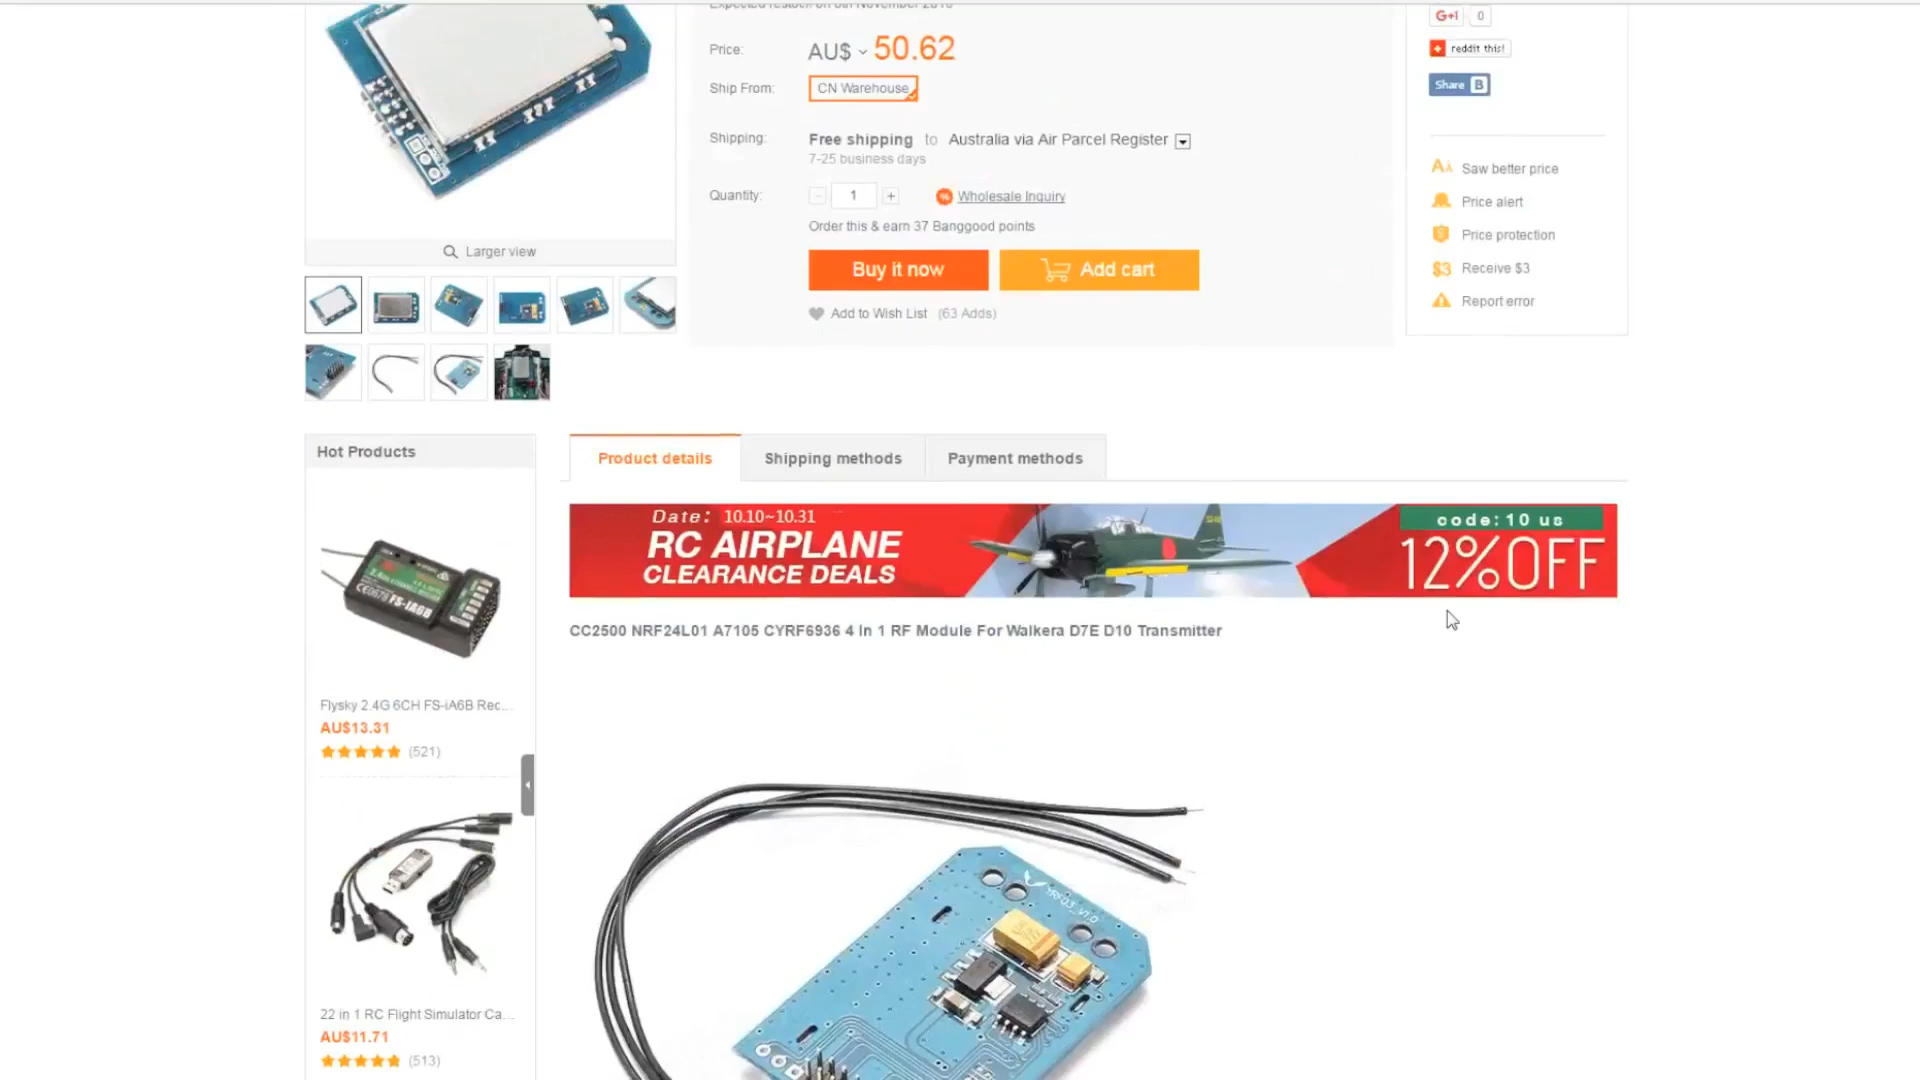 Price:
AU$ 50.62
Ship From:
CN Warehouse
Shipping:
Free shipping to Australia via Air Parcel Register
7-25 business days
Quantity:
- 1 +
Wholesale Inquiry
Order this & earn 37 Banggood points
Buy it now
Add cart
Add to Wish List (63 Adds)
Larger view
G+1 0
reddit this!
Share B
Saw better price
Price alert
Price protection
$3 Receive $3
Report error
Hot Products
Flysky 2.4G 6CH FS-iA6B Rec...
AU$13.31
(521)
22 in 1 RC Flight Simulator Ca...
AU$11.71
(513)
Product details
Shipping methods
Payment methods
Date: 10.10~10.31
RC AIRPLANE
CLEARANCE DEALS
code:10 us
12%OFF
CC2500 NRF24L01 A7105 CYRF6936 4 In 1 RF Module For Walkera D7E D10 Transmitter
FS-iA6B
YRF03_V1.0